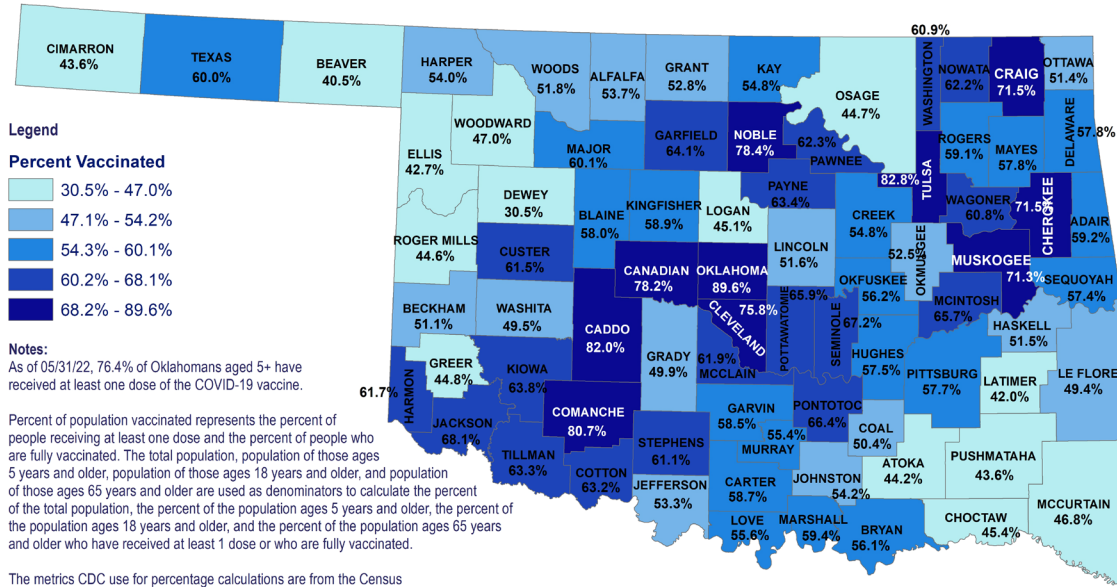 CIMARRON
43.6%
TEXAS
60.0%
BEAVER
40.5%
HARPER
54.0%
WOODS
51.8%
ALFALFA
53.7%
GRANT
52.8%
KAY
54.8%
OSAGE
44.7%
60.9%
WASHINGTON
NOWATA
62.2%
CRAIG
71.5%
OTTAWA
51.4%
ELLIS
42.7%
WOODWARD
47.0%
MAJOR
60.1%
GARFIELD
64.1%
NOBLE
78.4%
62.3%
PAWNEE
ROGERS
59.1%
MAYES
57.8%
DELAWARE
57.8%
DEWEY
30.5%
BLAINE
58.0%
KINGFISHER
58.9%
LOGAN
45.1%
PAYNE
63.4%
82.8%
TULSA
CREEK
54.8%
WAGONER
60.8%
71.5%
CHEROKEE
ADAIR
59.2%
ROGER MILLS
44.6%
CUSTER
61.5%
CANADIAN
78.2%
OKLAHOMA
89.6%
LINCOLN
51.6%
52.5%
OKMULGEE
OKFUSKEE
56.2%
MUSKOGEE
71.3%
SEQUOYAH
57.4%
BECKHAM
51.1%
WASHITA
49.5%
CADDO
82.0%
GRADY
49.9%
75.8%
CLEVELAND
65.9%
POTTAWATOMIE
67.2%
SEMINOLE
MCINTOSH
65.7%
HASKELL
51.5%
GREER
44.8%
KIOWA
63.8%
61.9%
MCCLAIN
HUGHES
57.5%
PITTSBURG
57.7%
LATIMER
42.0%
LE FLORE
49.4%
61.7%
HARMON
JACKSON
68.1%
COMANCHE
80.7%
GARVIN
58.5%
PONTOTOC
66.4%
COAL
50.4%
TILLMAN
63.3%
COTTON
63.2%
STEPHENS
61.1%
55.4%
MURRAY
ATOKA
44.2%
PUSHMATAHA
43.6%
JEFFERSON
53.3%
CARTER
58.7%
JOHNSTON
54.2%
MCCURTAIN
46.8%
LOVE
55.6%
MARSHALL
59.4%
BRYAN
56.1%
CHOCTAW
45.4%
Legend
Percent Vaccinated
30.5% - 47.0%
47.1% - 54.2%
54.3% - 60.1%
60.2% - 68.1%
68.2% - 89.6%
Notes:
As of 05/31/22, 76.4% of Oklahomans aged 5+ have
received at least one dose of the COVID-19 vaccine.
Percent of population vaccinated represents the percent of
people receiving at least one dose and the percent of people who
are fully vaccinated. The total population, population of those ages
5 years and older, population of those ages 18 years and older, and population
of those ages 65 years and older are used as denominators to calculate the percent
of the total population, the percent of the population ages 5 years and older, the percent of
the population ages 18 years and older, and the percent of the population ages 65 years
and older who have received at least 1 dose or who are fully vaccinated.
The metrics CDC use for percentage calculations are from the Census